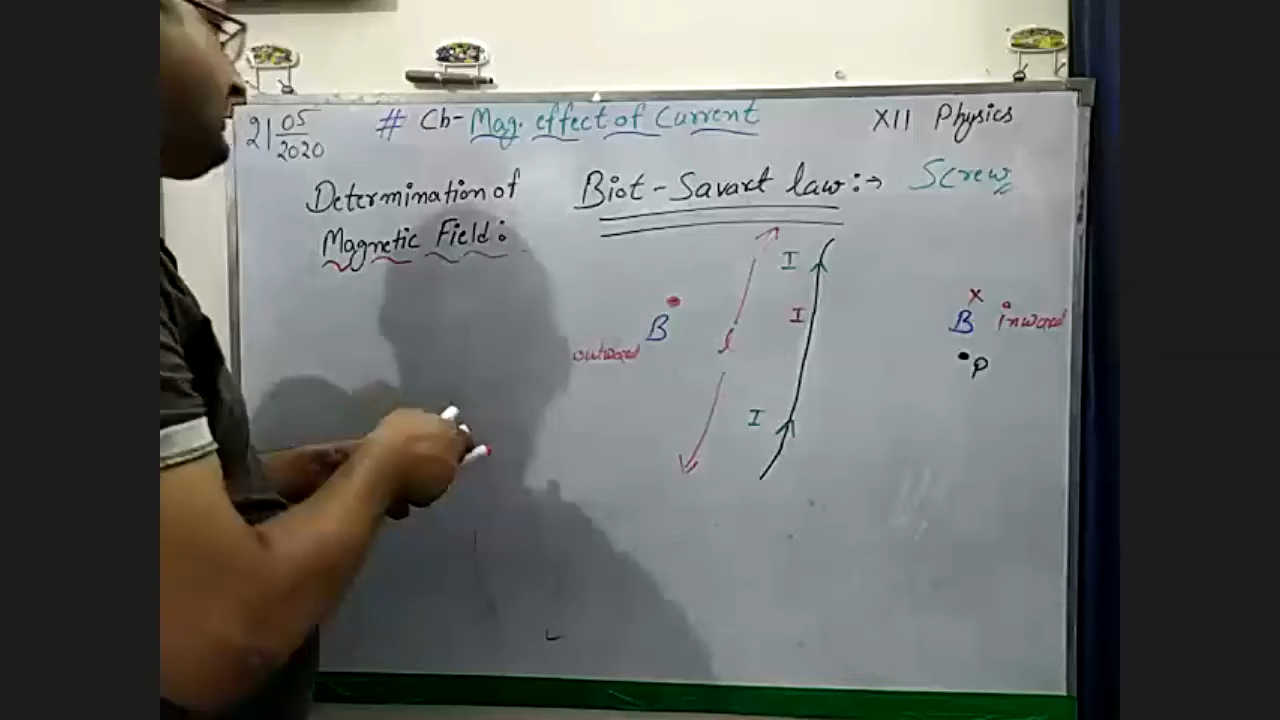 21/05/2020
# Ch- Mag. effect of Current
XII Physics
Determination of
Magnetic Field:
Biot-Savart law:→
Screw
I
I
I
l
B
outward
x
B inward
P